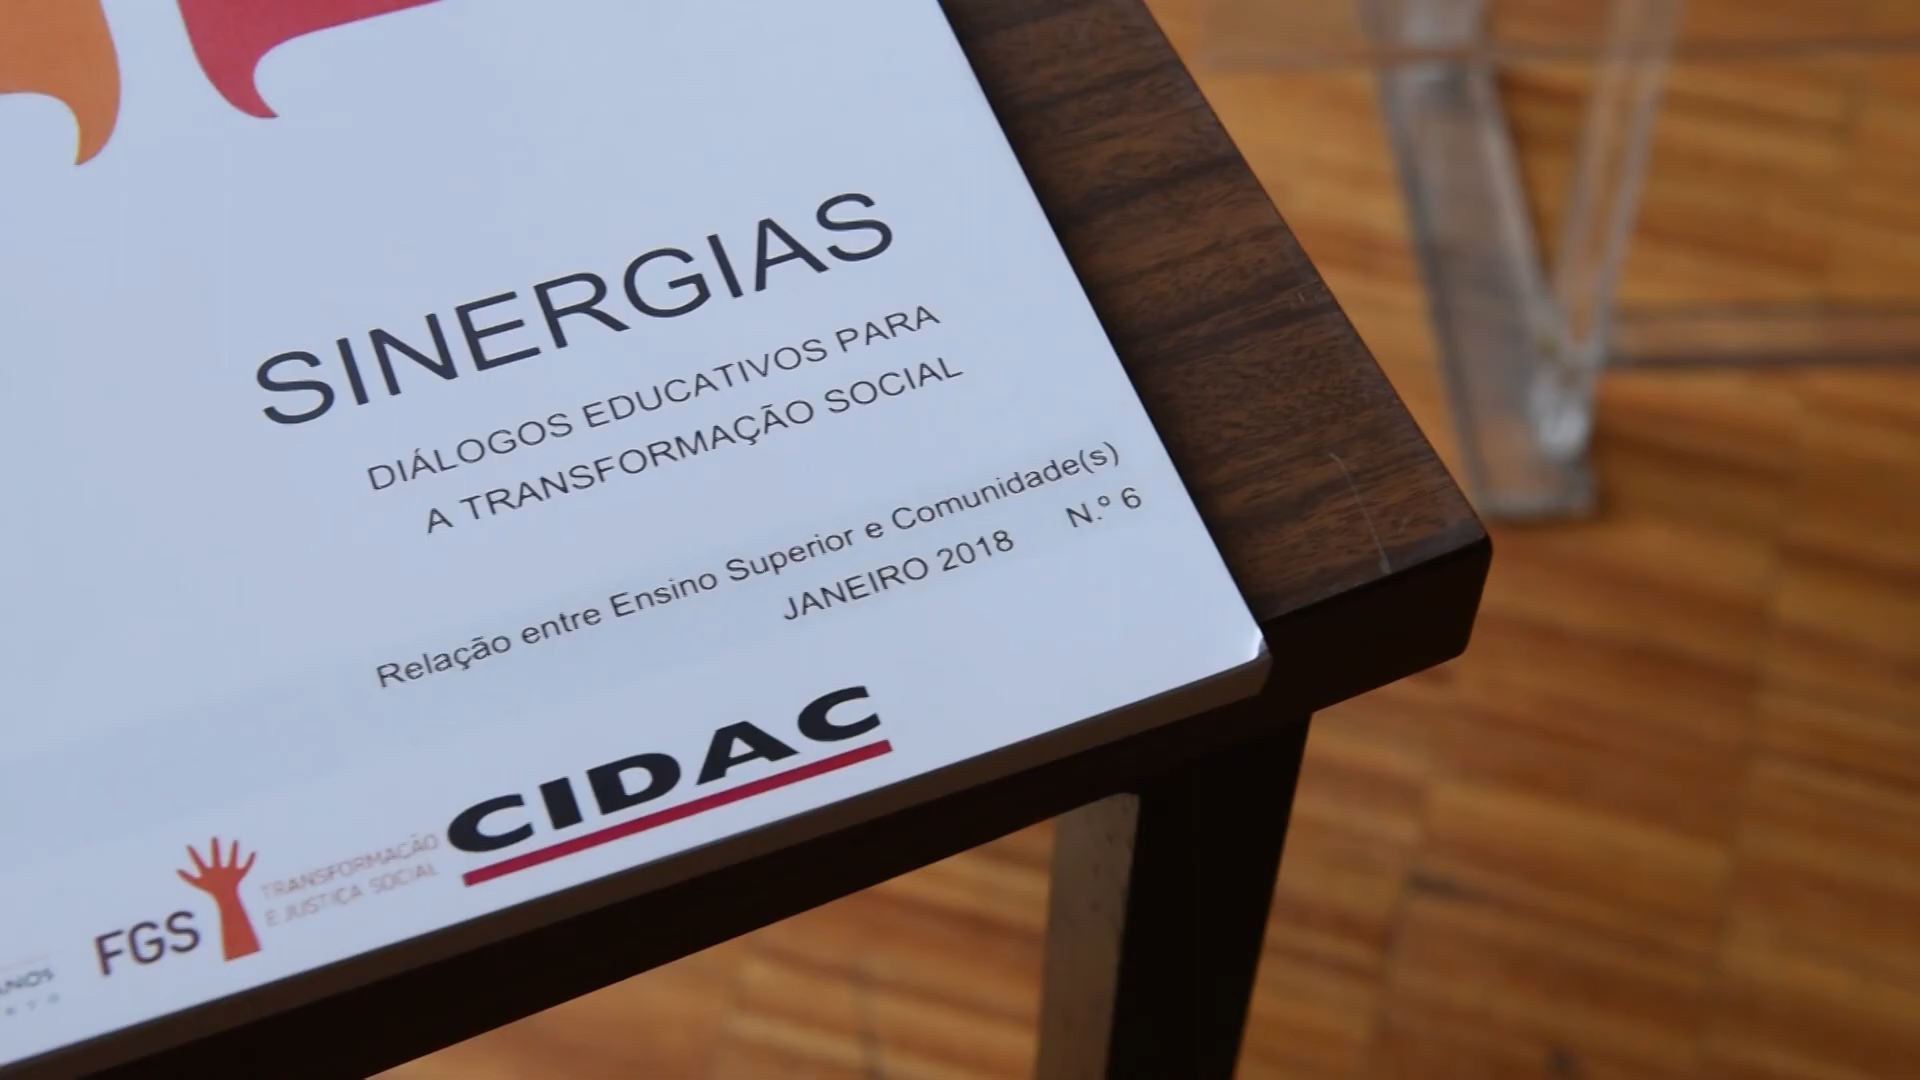 SINERGIAS
DIÁLOGOS EDUCATIVOS PARA
A TRANSFORMAÇÃO SOCIAL
Relação entre Ensino Superior e Comunidade(s)
JANEIRO 2018 N.º 6
CIDAC
FGS
TRANSFORMAÇÃO
E JUSTIÇA SOCIAL